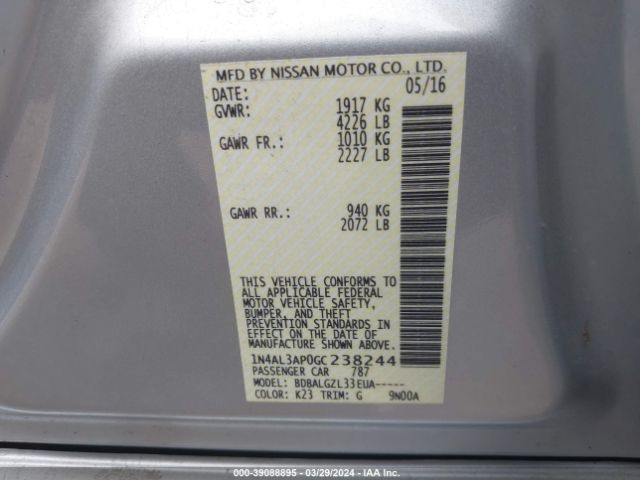 MFD BY NISSAN MOTOR CO., LTD.
DATE: 05/16
GVWR: 1917 KG
4226 LB
GAWR FR.: 1010 KG
2227 LB
GAWR RR.: 940 KG
2072 LB
THIS VEHICLE CONFORMS TO
ALL APPLICABLE FEDERAL
MOTOR VEHICLE SAFETY,
BUMPER, AND THEFT
PREVENTION STANDARDS IN
EFFECT ON THE DATE OF
MANUFACTURE SHOWN ABOVE.
1N4AL3AP0GC238244
PASSENGER CAR 787
MODEL: BDBALGZL33EUA-----
COLOR: K23 TRIM: G 9N00A
000-39088895 - 03/29/2024 - IAA Inc.